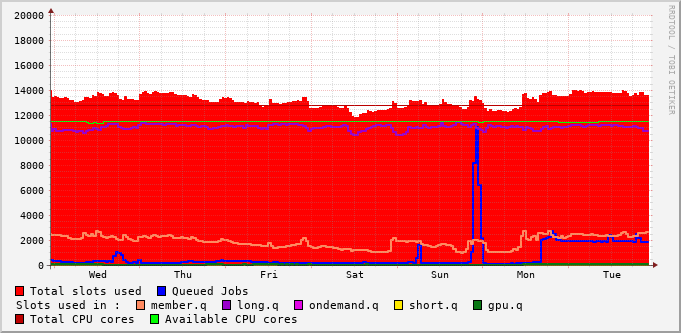 RRDTOOL / TOBI OETIKER
20000
18000
16000
14000
12000
10000
8000
6000
4000
2000
0
Wed Thu Fri Sat Sun Mon Tue
Total slots used Queued Jobs
Slots used in : member.q long.q ondemand.q short.q gpu.q
Total CPU cores Available CPU cores